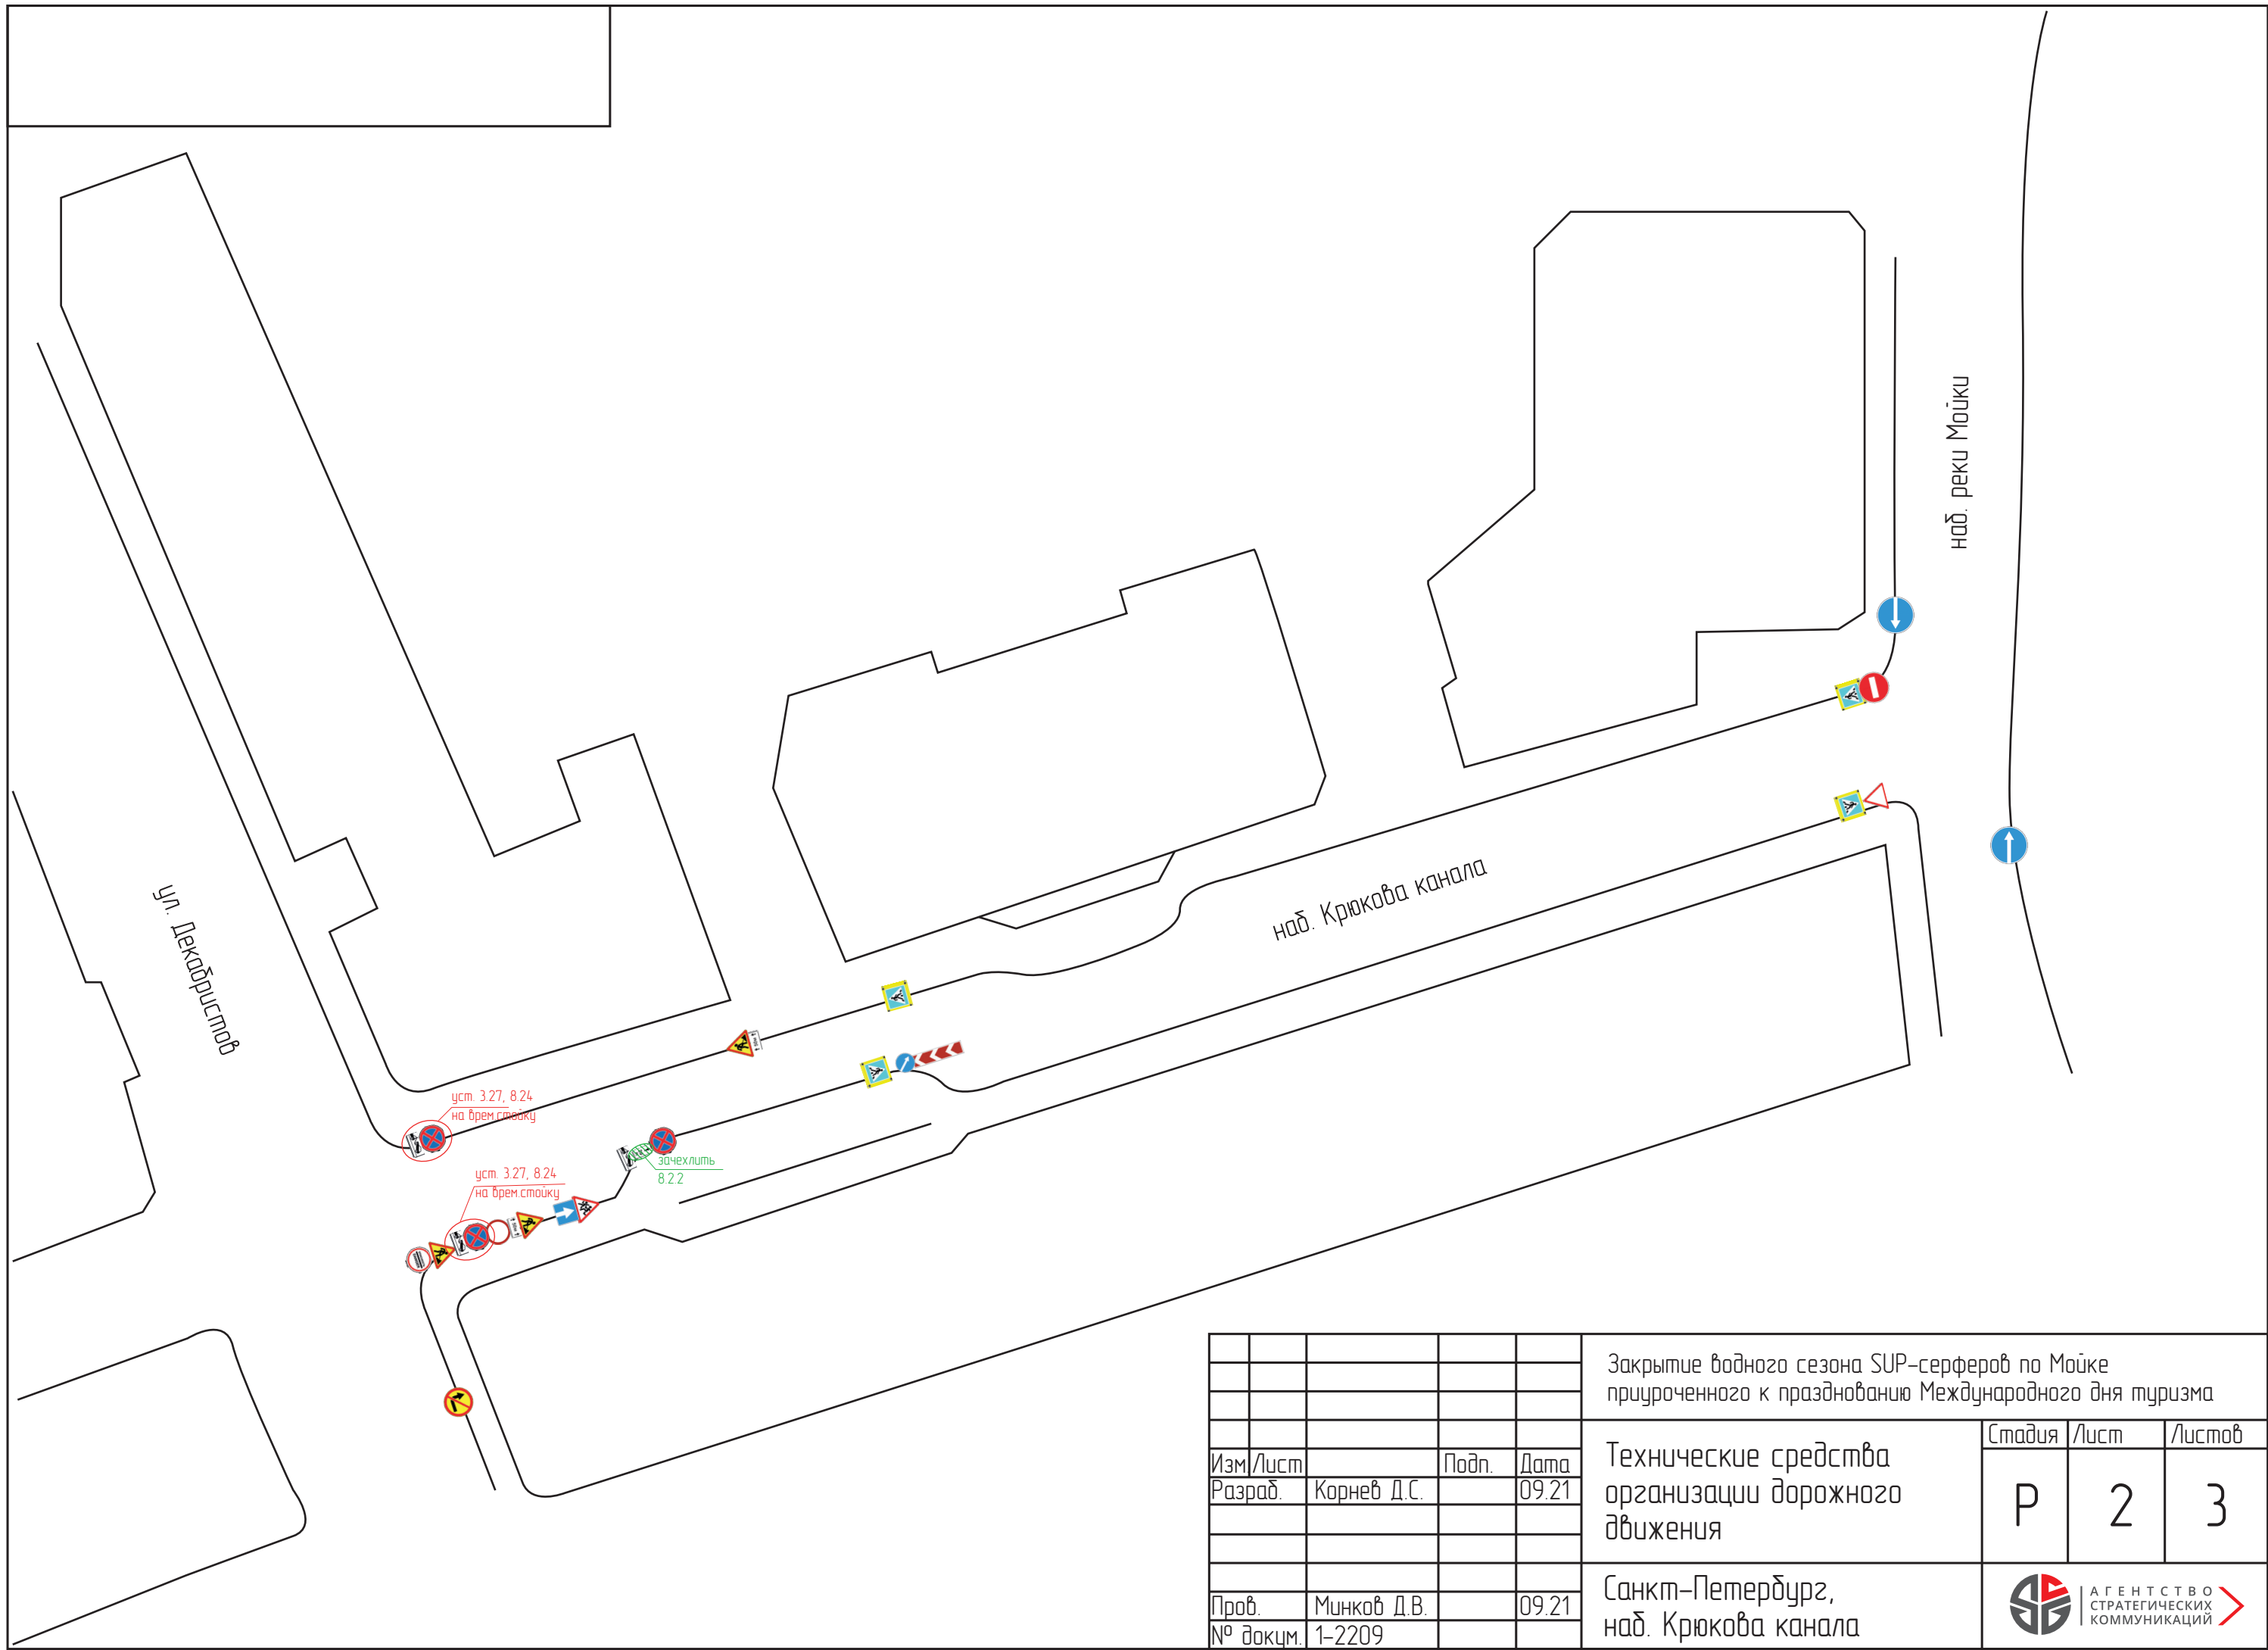 наб. реки Мойки
ул. Декабристов
наб. Крюкова канала
уст. 3.27, 8.24
на врем.стойку
уст. 3.27, 8.24
на врем.стойку
зачехлить
8.2.2
Закрытие водного сезона SUP-серферов по Мойке
приуроченного к празднованию Международного дня туризма
Технические средства
организации дорожного
движения
Стадия Лист Листов
Р 2 3
Изм Лист Подп. Дата
Разраб. Корнев Д.С. 09.21
Пров. Минков Д.В. 09.21
№ докум. 1-2209
Санкт-Петербург,
наб. Крюкова канала
АГЕНТСТВО
СТРАТЕГИЧЕСКИХ
КОММУНИКАЦИЙ